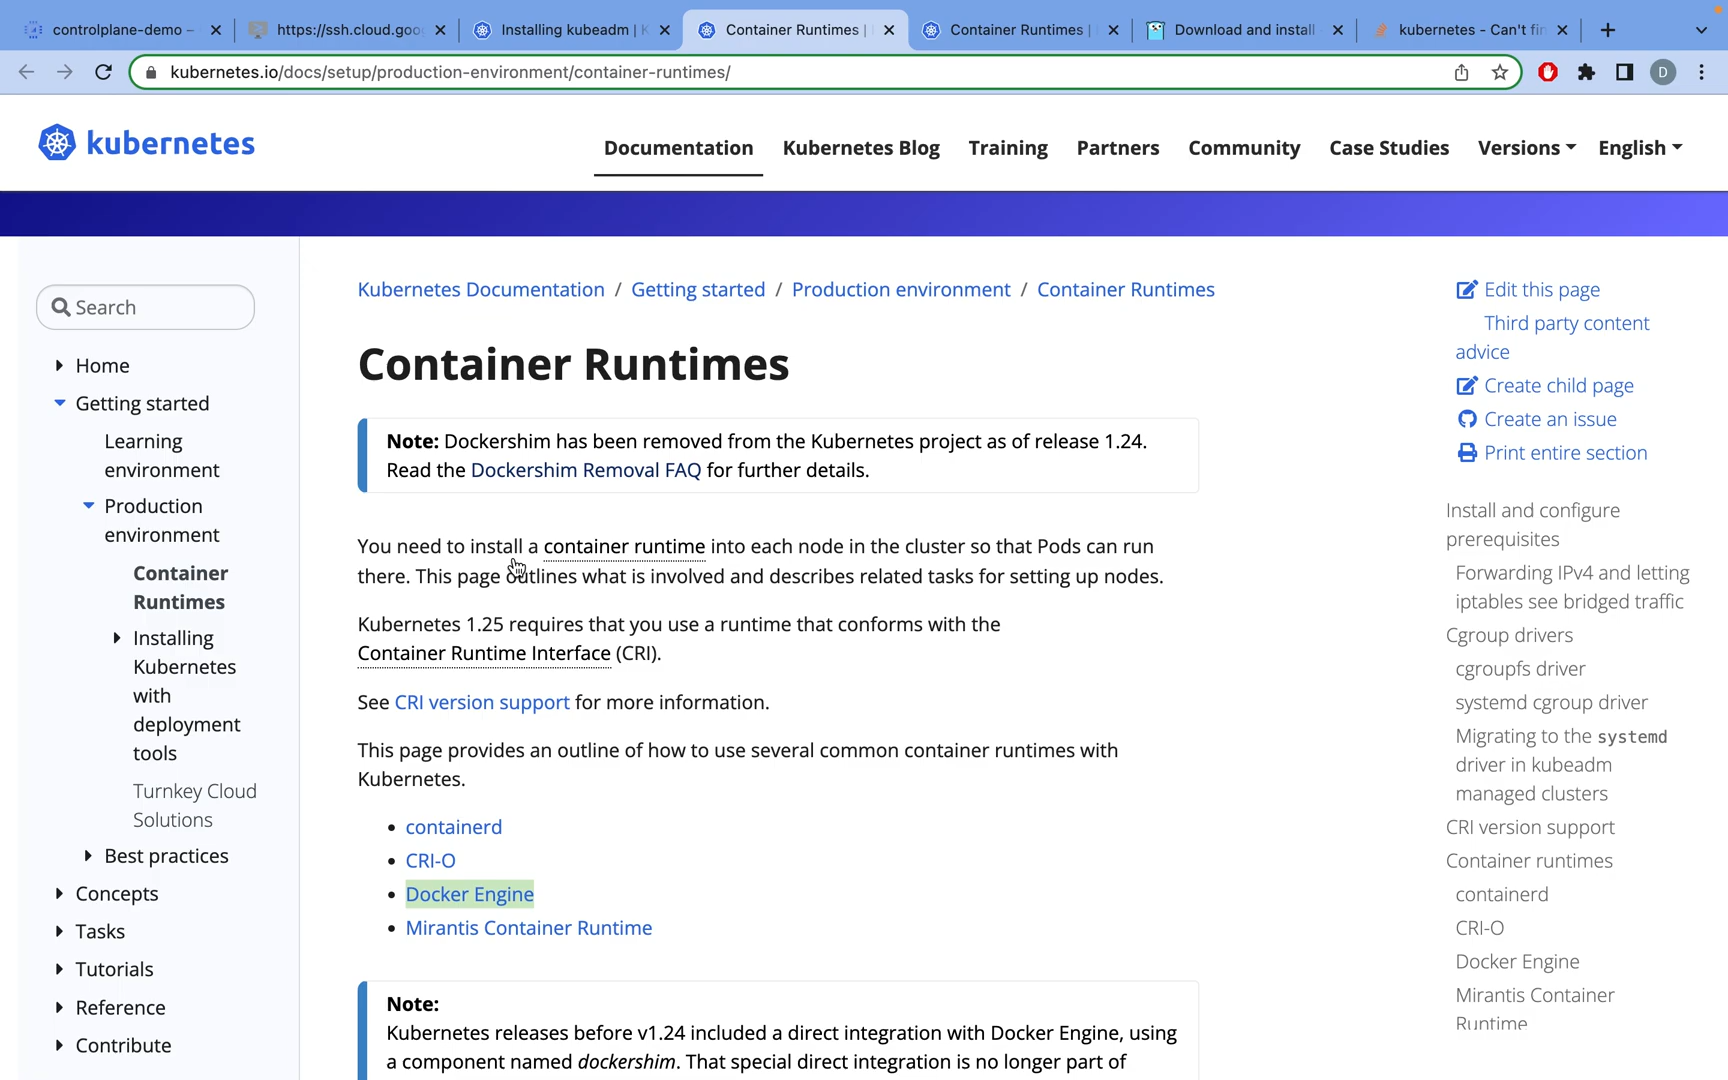 controlplane-demo –
https://ssh.cloud.goo
Installing kubeadm | K
Container Runtimes |
Container Runtimes |
Download and install
kubernetes - Can't fin
kubernetes.io/docs/setup/production-environment/container-runtimes/
D
kubernetes
Documentation
Kubernetes Blog
Training
Partners
Community
Case Studies
Versions
English
Search
Home
Getting started
Learning
environment
Production
environment
Container
Runtimes
Installing
Kubernetes
with
deployment
tools
Turnkey Cloud
Solutions
Best practices
Concepts
Tasks
Tutorials
Reference
Contribute
Kubernetes Documentation / Getting started / Production environment / Container Runtimes
Container Runtimes
Note: Dockershim has been removed from the Kubernetes project as of release 1.24.
Read the Dockershim Removal FAQ for further details.
You need to install a container runtime into each node in the cluster so that Pods can run
there. This page outlines what is involved and describes related tasks for setting up nodes.
Kubernetes 1.25 requires that you use a runtime that conforms with the
Container Runtime Interface (CRI).
See CRI version support for more information.
This page provides an outline of how to use several common container runtimes with
Kubernetes.
• containerd
• CRI-O
• Docker Engine
• Mirantis Container Runtime
Note:
Kubernetes releases before v1.24 included a direct integration with Docker Engine, using
a component named dockershim. That special direct integration is no longer part of
Edit this page
Third party content
advice
Create child page
Create an issue
Print entire section
Install and configure
prerequisites
Forwarding IPv4 and letting
iptables see bridged traffic
Cgroup drivers
cgroupfs driver
systemd cgroup driver
Migrating to the systemd
driver in kubeadm
managed clusters
CRI version support
Container runtimes
containerd
CRI-O
Docker Engine
Mirantis Container
Runtime